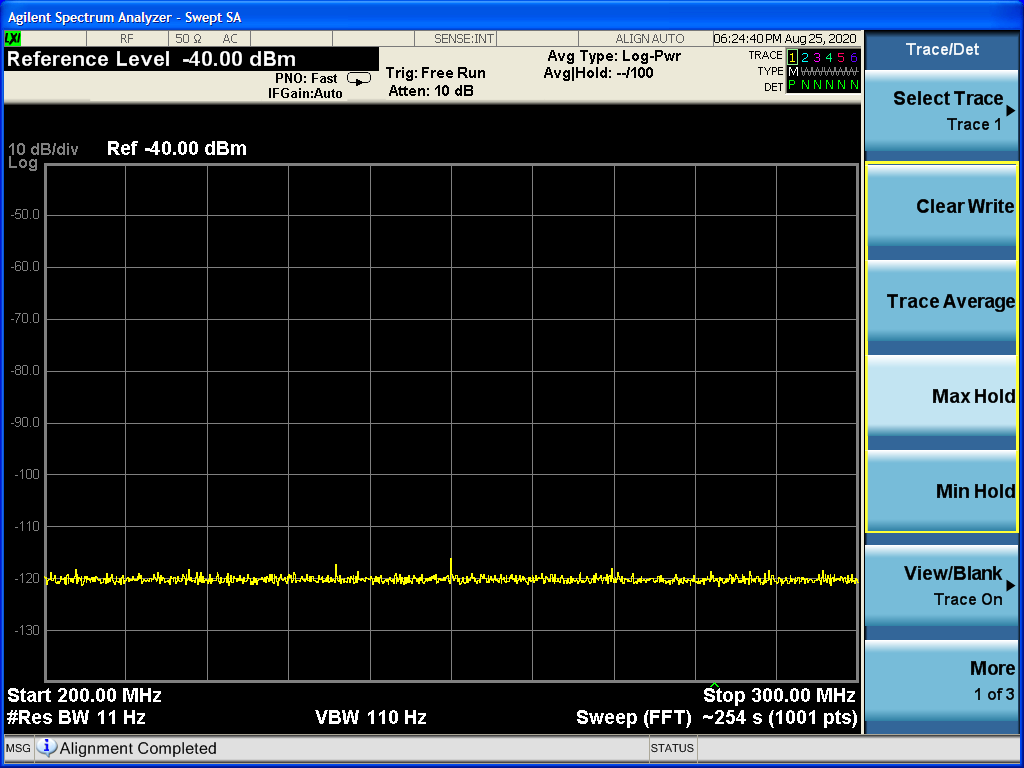 Agilent Spectrum Analyzer - Swept SA
LXI RF 50 Ω AC SENSE:INT ALIGN AUTO 06:24:40 PM Aug 25, 2020
Reference Level -40.00 dBm
PNO: Fast
IFGain:Auto
Trig: Free Run
Atten: 10 dB
Avg Type: Log-Pwr
Avg|Hold: --/100
TRACE 1 2 3 4 5 6
TYPE M W W W W W
DET P N N N N N
10 dB/div
Log
Ref -40.00 dBm
-50.0
-60.0
-70.0
-80.0
-90.0
-100
-110
-120
-130
Start 200.00 MHz
Stop 300.00 MHz
#Res BW 11 Hz
VBW 110 Hz
Sweep (FFT) ~254 s (1001 pts)
MSG Alignment Completed
STATUS
Trace/Det
Select Trace
Trace 1
Clear Write
Trace Average
Max Hold
Min Hold
View/Blank
Trace On
More
1 of 3